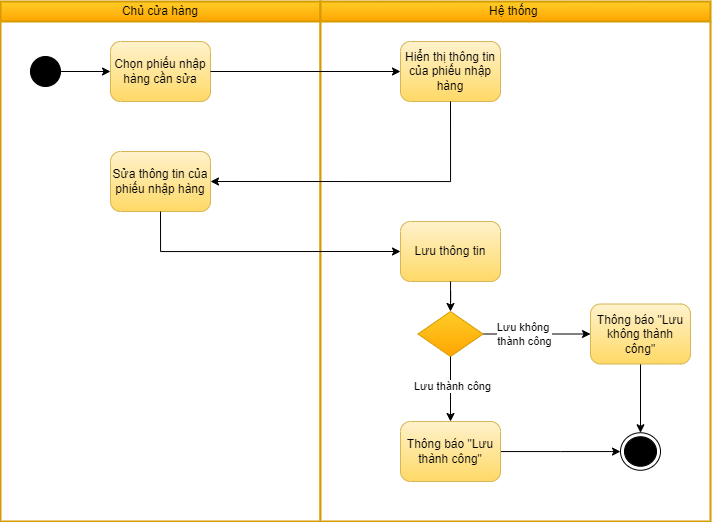 Chủ cửa hàng
Hệ thống
Chọn phiếu nhập
hàng cần sửa
Hiển thị thông tin
của phiếu nhập
hàng
Sửa thông tin của
phiếu nhập hàng
Lưu thông tin
Lưu không
thành công
Thông báo "Lưu
không thành
công"
Lưu thành công
Thông báo "Lưu
thành công"